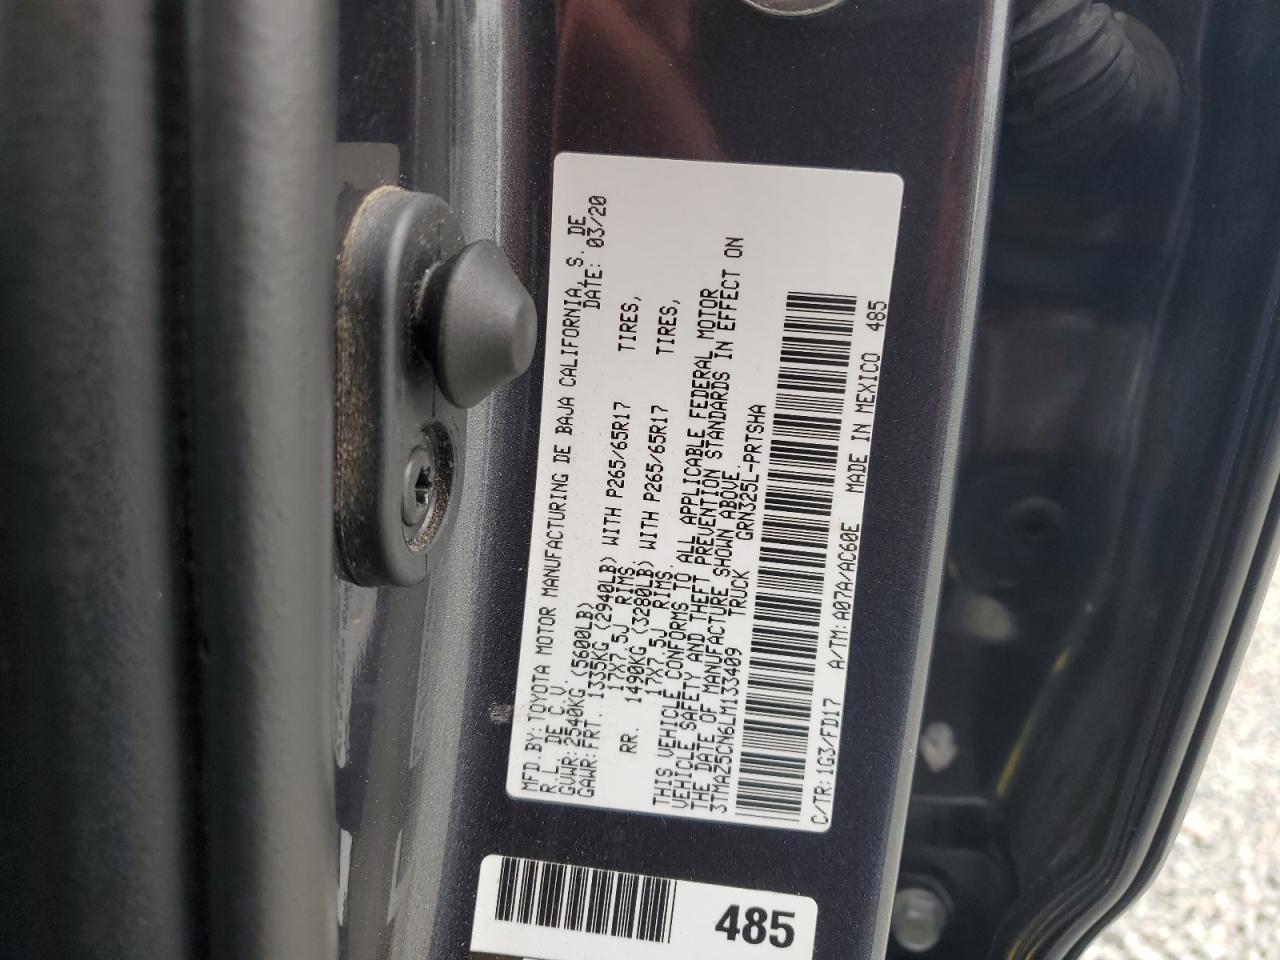 MFD.BY:TOYOTA MOTOR MANUFACTURING DE BAJA CALIFORNIA, S. DE
R.L. DE C.V. DATE: 03/20
GVWR:2540KG (5600LB)
GAWR:FRT. 1335KG (2940LB) WITH P265/65R17 TIRES,
17X7.5J RIMS.
RR. 1490KG (3280LB) WITH P265/65R17 TIRES,
17X7.5J RIMS.
THIS VEHICLE CONFORMS TO ALL APPLICABLE FEDERAL MOTOR
VEHICLE SAFETY AND THEFT PREVENTION STANDARDS IN EFFECT ON
THE DATE OF MANUFACTURE SHOWN ABOVE.
3TMAZ5CN6LM133409 TRUCK GRN325L-PRTSHA
C/TR:1G3/FD17 A/TM:A07A/AC60E MADE IN MEXICO 485
485